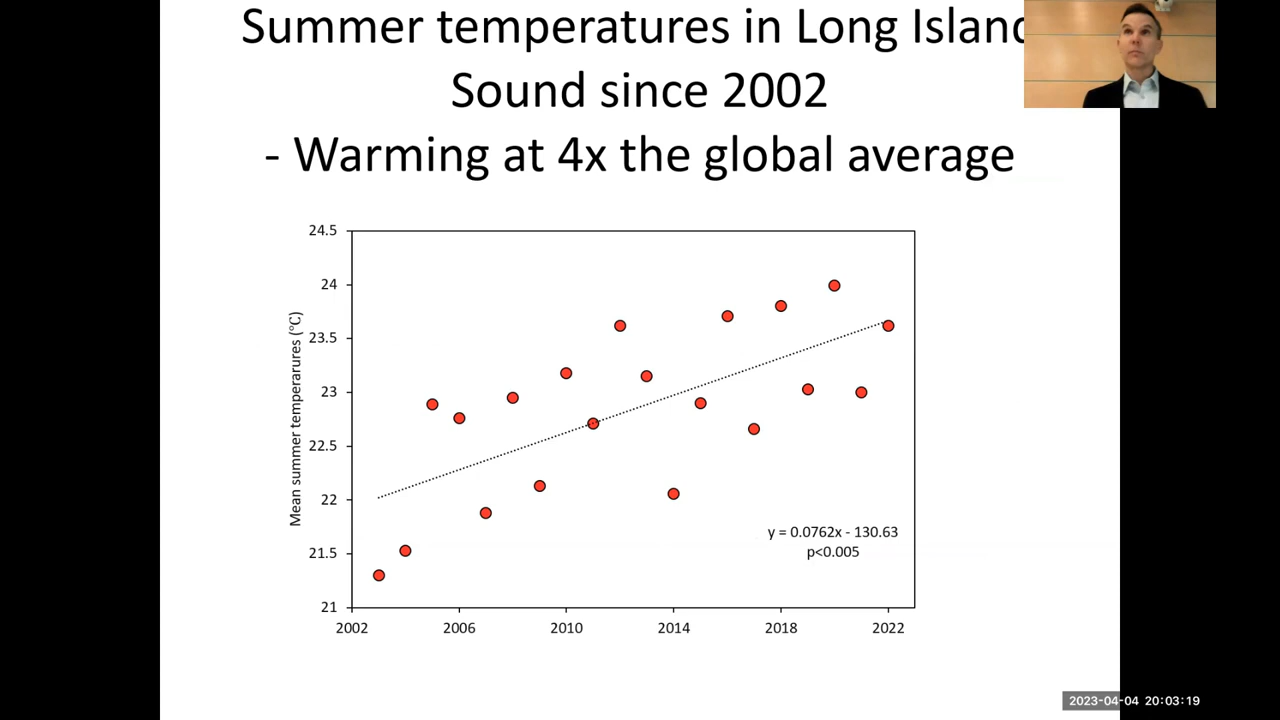 Summer temperatures in Long Island
Sound since 2002
- Warming at 4x the global average
24.5
24
23.5
23
22.5
22
21.5
21
Mean summer temperarures (°C)
y = 0.0762x - 130.63
p<0.005
2002 2006 2010 2014 2018 2022
2023-04-04 20:03:19